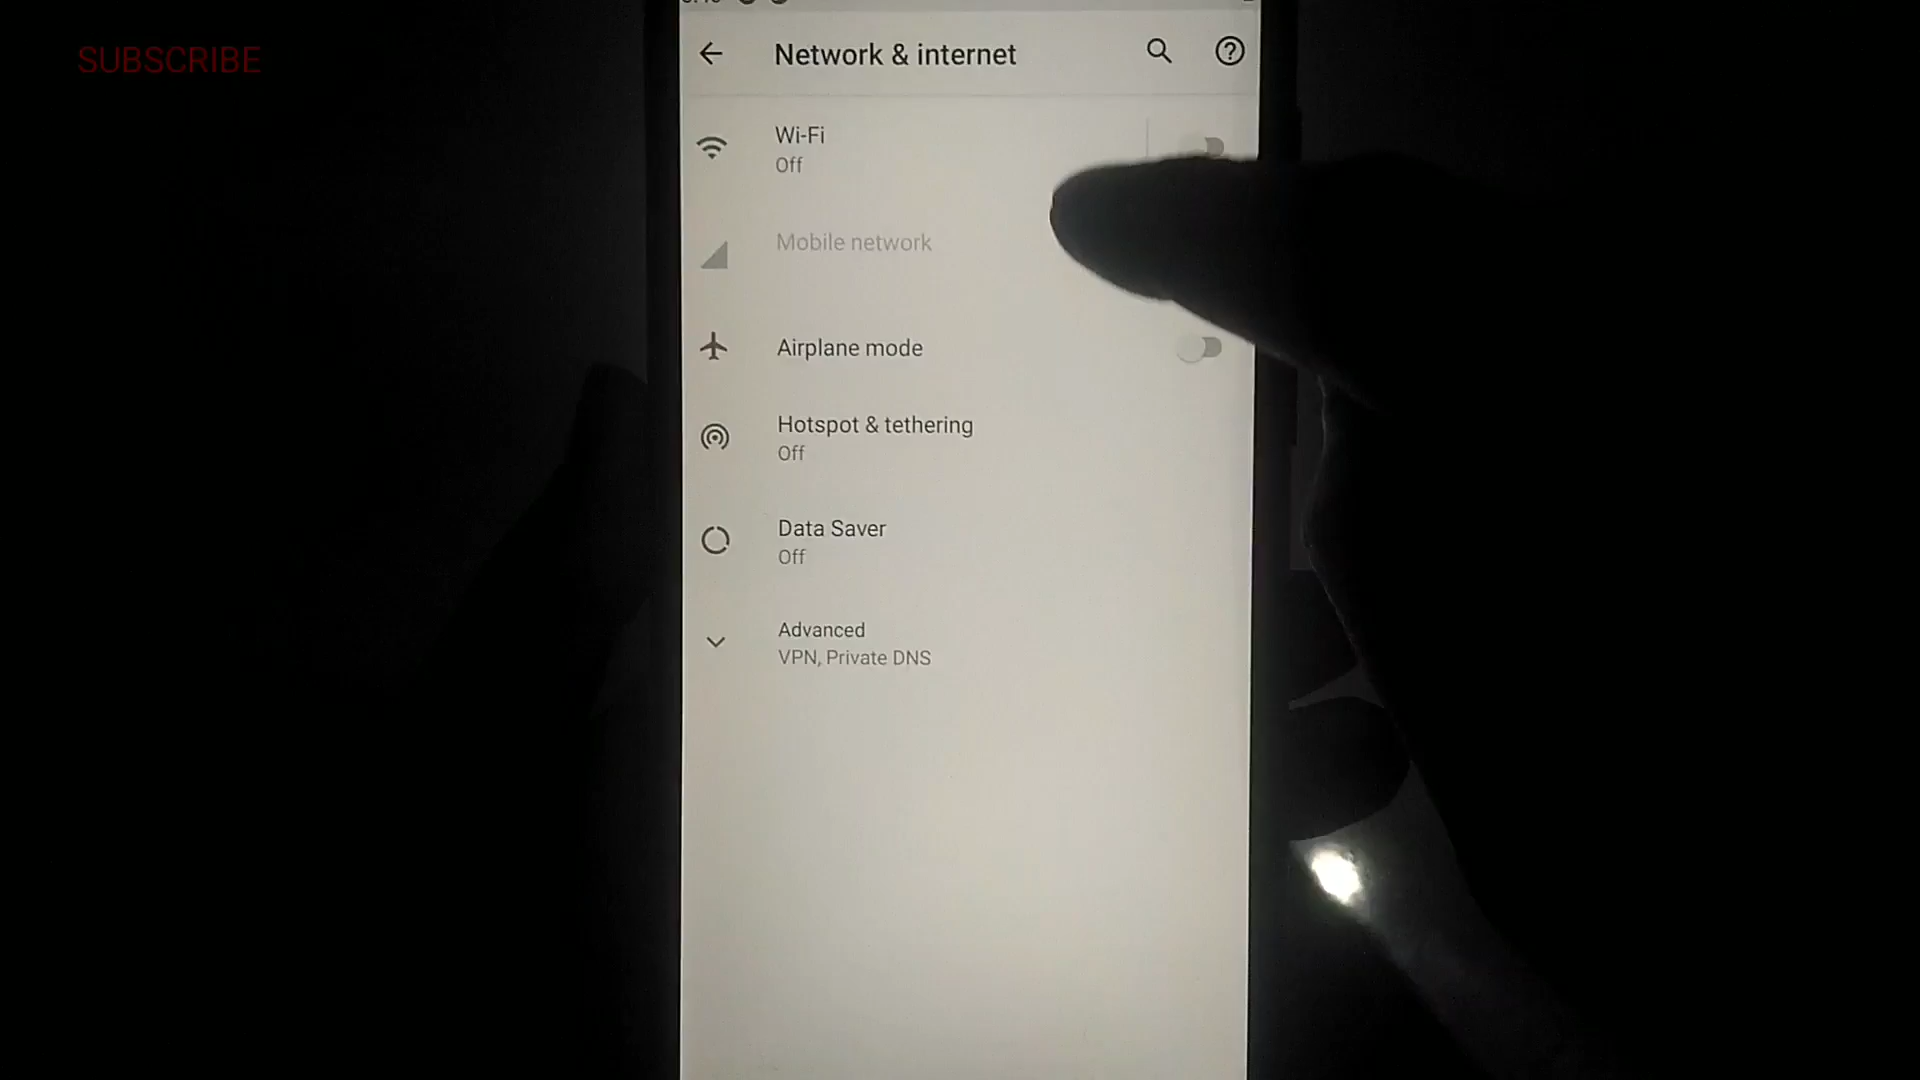 SUBSCRIBE
Network & internet
Wi-Fi
Off
Mobile network
Airplane mode
Hotspot & tethering
Off
Data Saver
Off
Advanced
VPN, Private DNS